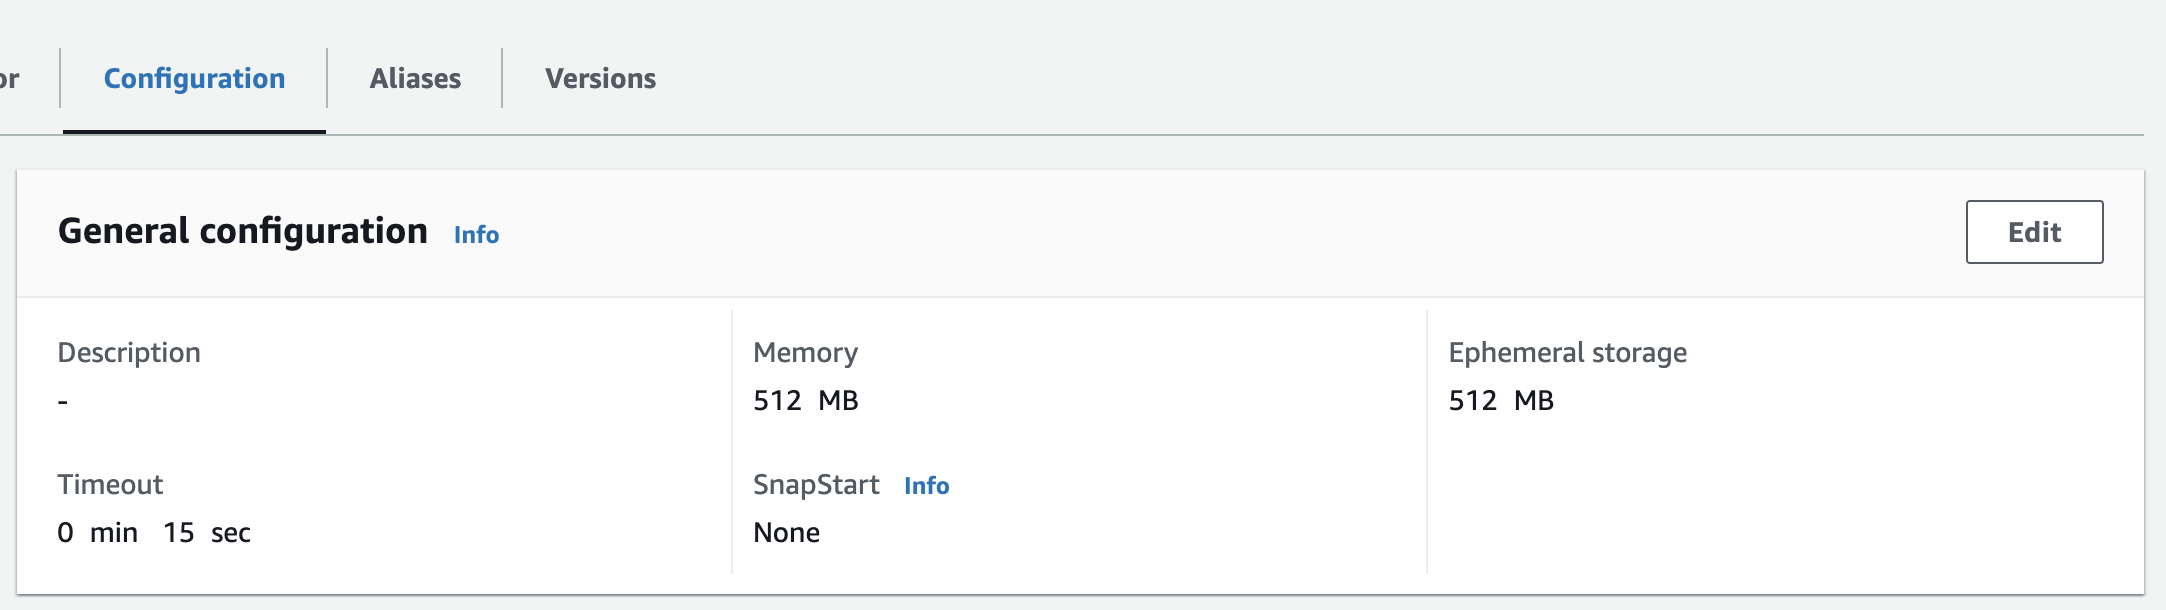 or Configuration Aliases Versions
General configuration Info Edit
Description Memory Ephemeral storage
- 512 MB 512 MB
Timeout SnapStart Info
0 min 15 sec None